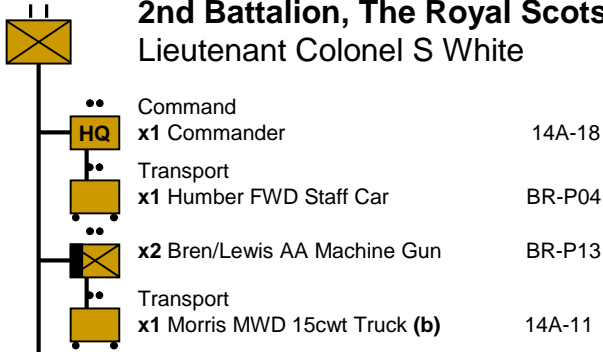 2nd Battalion, The Royal Scots
Lieutenant Colonel S White
Command
HQ x1 Commander 14A-18
Transport
x1 Humber FWD Staff Car BR-P04
x2 Bren/Lewis AA Machine Gun BR-P13
Transport
x1 Morris MWD 15cwt Truck (b) 14A-11